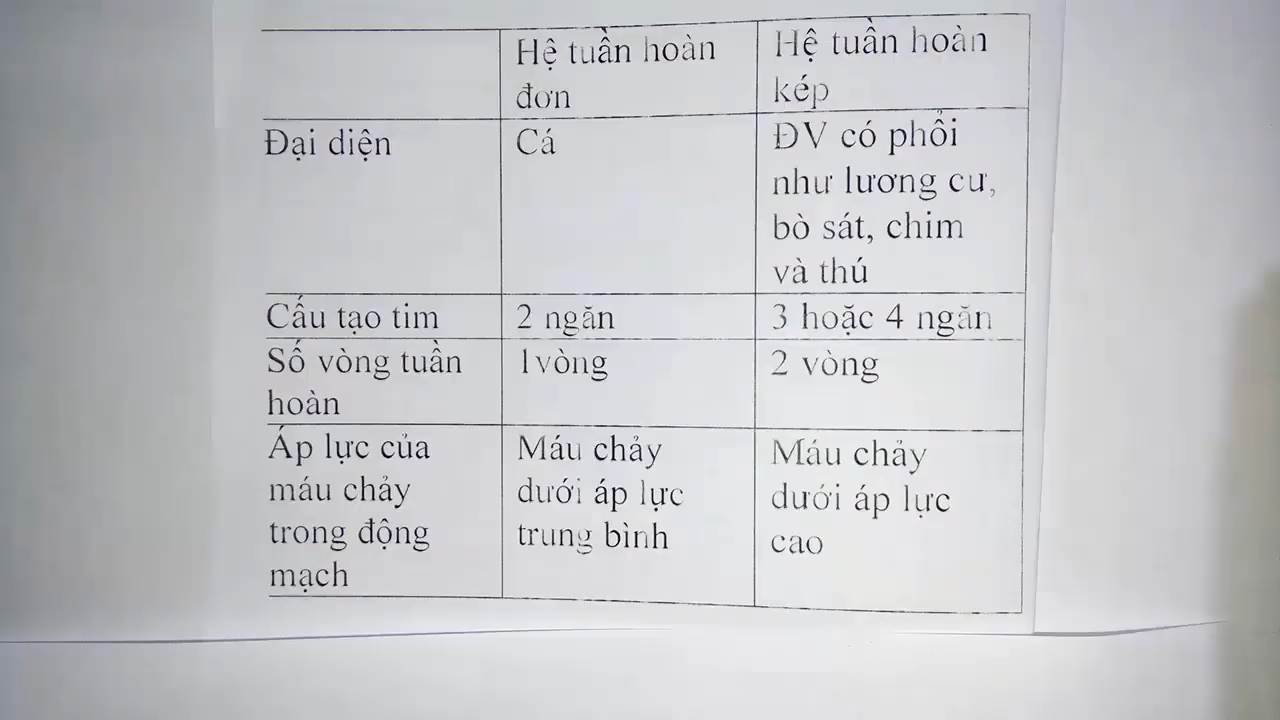 Hệ tuần hoàn
đơn
Hệ tuần hoàn
kép
Đại diện
Cá
ĐV có phổi
như lương cư,
bò sát, chim
và thú
Cấu tạo tim
2 ngăn
3 hoặc 4 ngăn
Số vòng tuần
hoàn
1vòng
2 vòng
Áp lực của
máu chảy
trong động
mạch
Máu chảy
dưới áp lực
trung bình
Máu chảy
dưới áp lực
cao